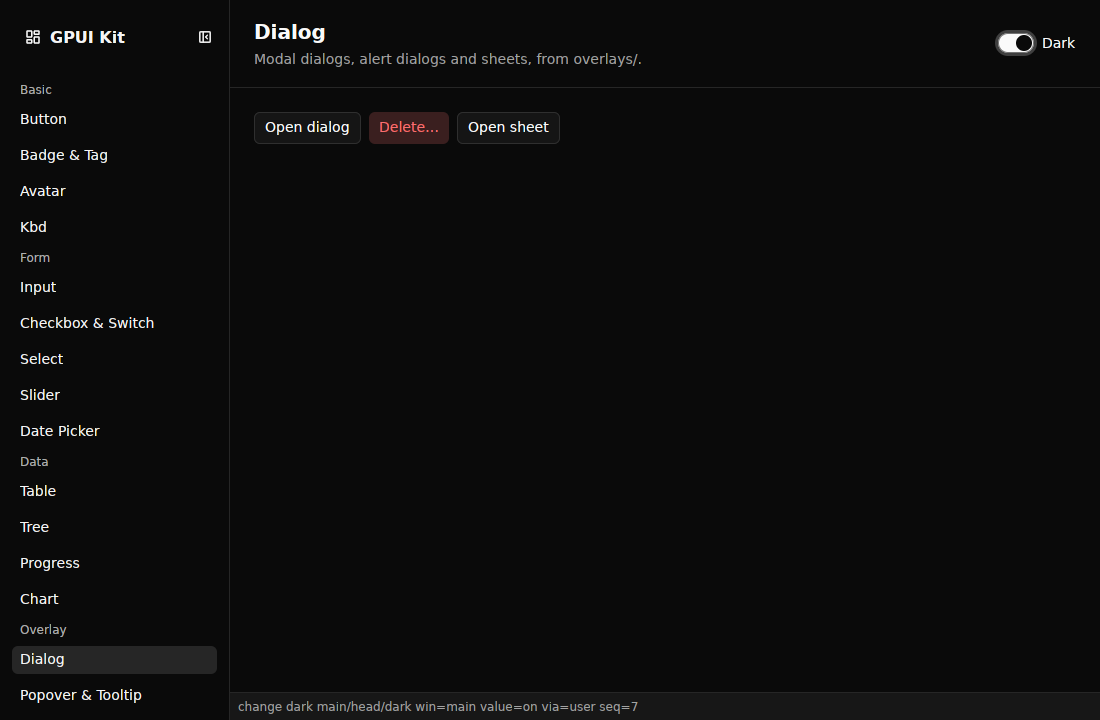 GPUI Kit
Basic
Button
Badge & Tag
Avatar
Kbd
Form
Input
Checkbox & Switch
Select
Slider
Date Picker
Data
Table
Tree
Progress
Chart
Overlay
Dialog
Popover & Tooltip
Dialog
Modal dialogs, alert dialogs and sheets, from overlays/.
Dark
Open dialog Delete... Open sheet
change dark main/head/dark win=main value=on via=user seq=7